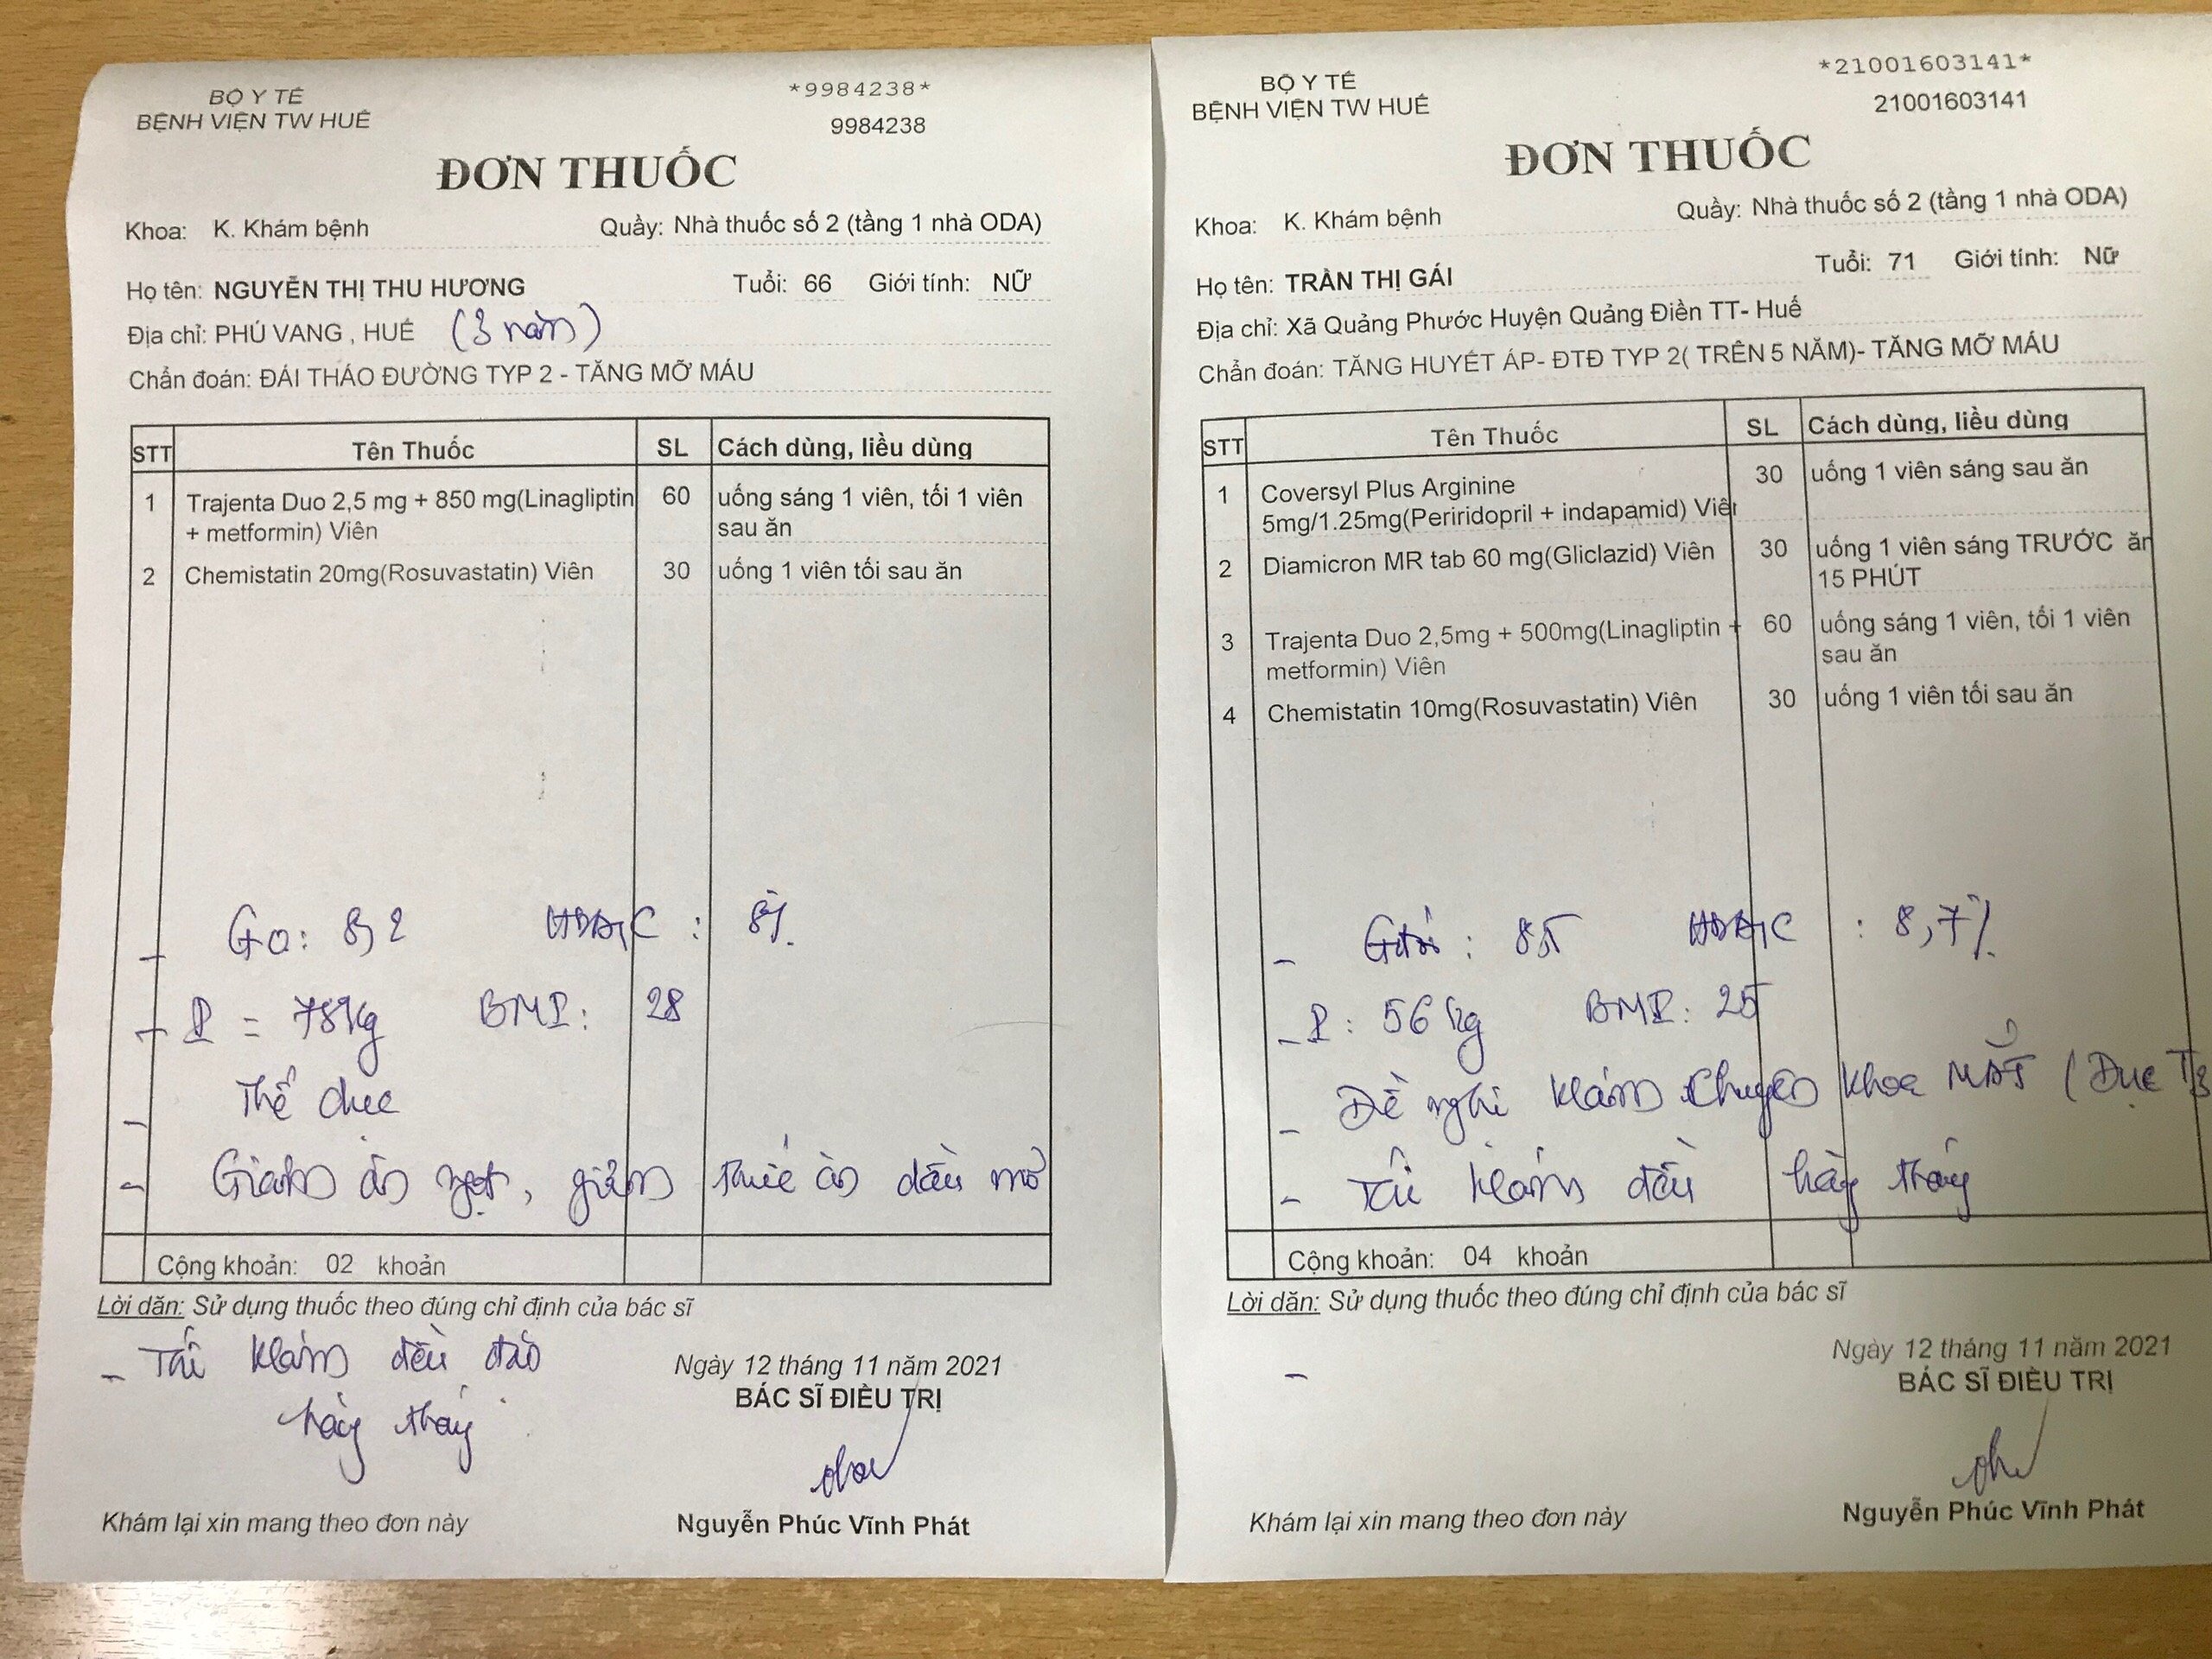 BỘ Y TẾ
BỆNH VIỆN TW HUẾ
*9984238*
9984238
ĐƠN THUỐC
Khoa: K. Khám bệnh Quầy: Nhà thuốc số 2 (tầng 1 nhà ODA)
Họ tên: NGUYỄN THỊ THU HƯƠNG Tuổi: 66 Giới tính: NỮ
Địa chỉ: PHÚ VANG , HUẾ (3 năm)
Chẩn đoán: ĐÁI THÁO ĐƯỜNG TYP 2 - TĂNG MỠ MÁU
STT Tên Thuốc SL Cách dùng, liều dùng
1 Trajenta Duo 2,5 mg + 850 mg(Linagliptin 60 uống sáng 1 viên, tối 1 viên
+ metformin) Viên sau ăn
2 Chemistatin 20mg(Rosuvastatin) Viên 30 uống 1 viên tối sau ăn
- Go: 8,2 HbA1C : 8%
- P = 78kg BMI: 28
- Thể dục
- Giảm ăn ngọt, giảm thức ăn dầu mỡ
Cộng khoản: 02 khoản
Lời dặn: Sử dụng thuốc theo đúng chỉ định của bác sĩ
- Tái khám đều đặn
hàng tháng
Ngày 12 tháng 11 năm 2021
BÁC SĨ ĐIỀU TRỊ
Nguyễn Phúc Vĩnh Phát
Khám lại xin mang theo đơn này
BỘ Y TẾ
BỆNH VIỆN TW HUẾ
*21001603141*
21001603141
ĐƠN THUỐC
Khoa: K. Khám bệnh Quầy: Nhà thuốc số 2 (tầng 1 nhà ODA)
Họ tên: TRẦN THỊ GÁI Tuổi: 71 Giới tính: Nữ
Địa chỉ: Xã Quảng Phước Huyện Quảng Điền TT- Huế
Chẩn đoán: TĂNG HUYẾT ÁP- ĐTĐ TYP 2( TRÊN 5 NĂM)- TĂNG MỠ MÁU
STT Tên Thuốc SL Cách dùng, liều dùng
1 Coversyl Plus Arginine 30 uống 1 viên sáng sau ăn
5mg/1.25mg(Periridopril + indapamid) Viên
2 Diamicron MR tab 60 mg(Gliclazid) Viên 30 uống 1 viên sáng TRƯỚC ăn
15 PHÚT
3 Trajenta Duo 2,5mg + 500mg(Linagliptin + 60 uống sáng 1 viên, tối 1 viên
metformin) Viên sau ăn
4 Chemistatin 10mg(Rosuvastatin) Viên 30 uống 1 viên tối sau ăn
- : HbA1C : 8,7%
- P: 56kg BMI: 25
- Đề nghị khám chuyên khoa MẮT (Đục
- Tái khám đều hàng tháng
Cộng khoản: 04 khoản
Lời dặn: Sử dụng thuốc theo đúng chỉ định của bác sĩ
-
Ngày 12 tháng 11 năm 2021
BÁC SĨ ĐIỀU TRỊ
Nguyễn Phúc Vĩnh Phát
Khám lại xin mang theo đơn này